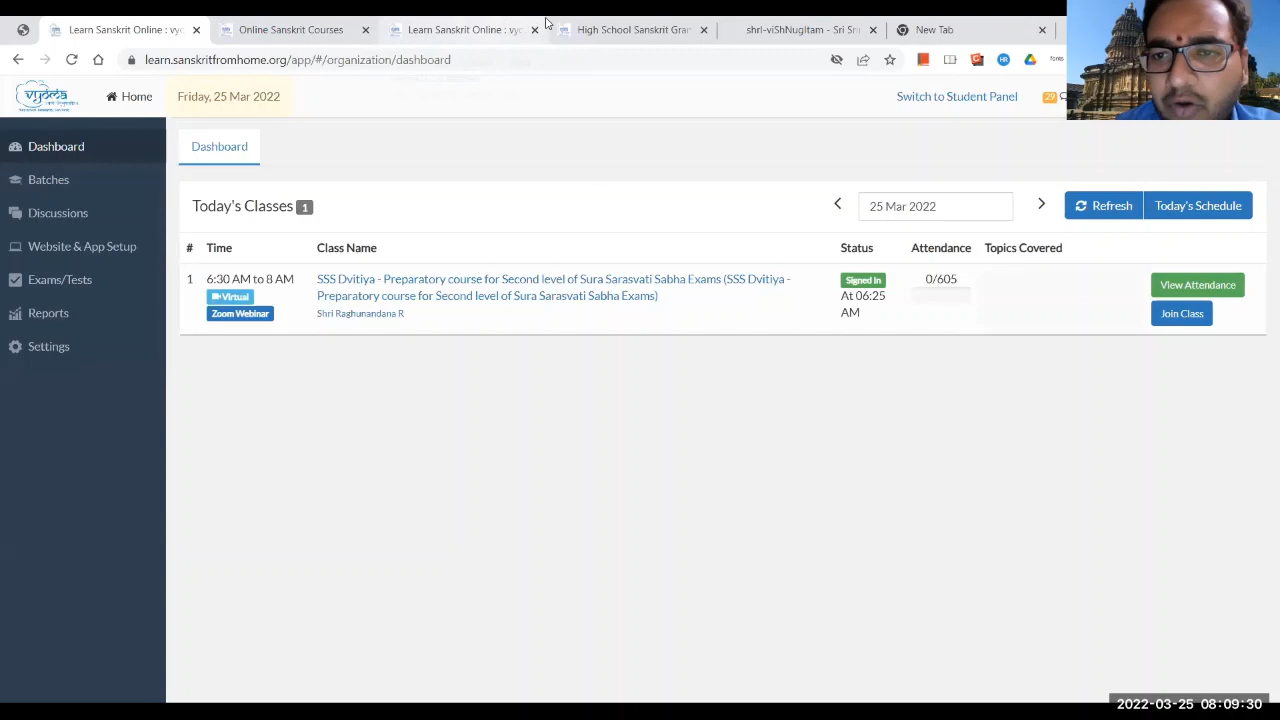 Learn Sanskrit Online : vyo
Online Sanskrit Courses
Learn Sanskrit Online : vyo
High School Sanskrit Gra
shrI-viShNugItam - Sri S
New Tab
learn.sanskritfromhome.org/app/#/organization/dashboard
fonts
vyoma
Home
Friday, 25 Mar 2022
Switch to Student Panel
29
Dashboard
Batches
Discussions
Website & App Setup
Exams/Tests
Reports
Settings
Dashboard
Today's Classes 1
25 Mar 2022
Refresh
Today's Schedule
# Time Class Name Status Attendance Topics Covered
1 6:30 AM to 8 AM SSS Dvitiya - Preparatory course for Second level of Sura Sarasvati Sabha Exams (SSS Dvitiya - Signed In 0/605 View Attendance
Virtual Preparatory course for Second level of Sura Sarasvati Sabha Exams) At 06:25
Zoom Webinar Shri Raghunandana R AM Join Class
2022-03-25 08:09:30